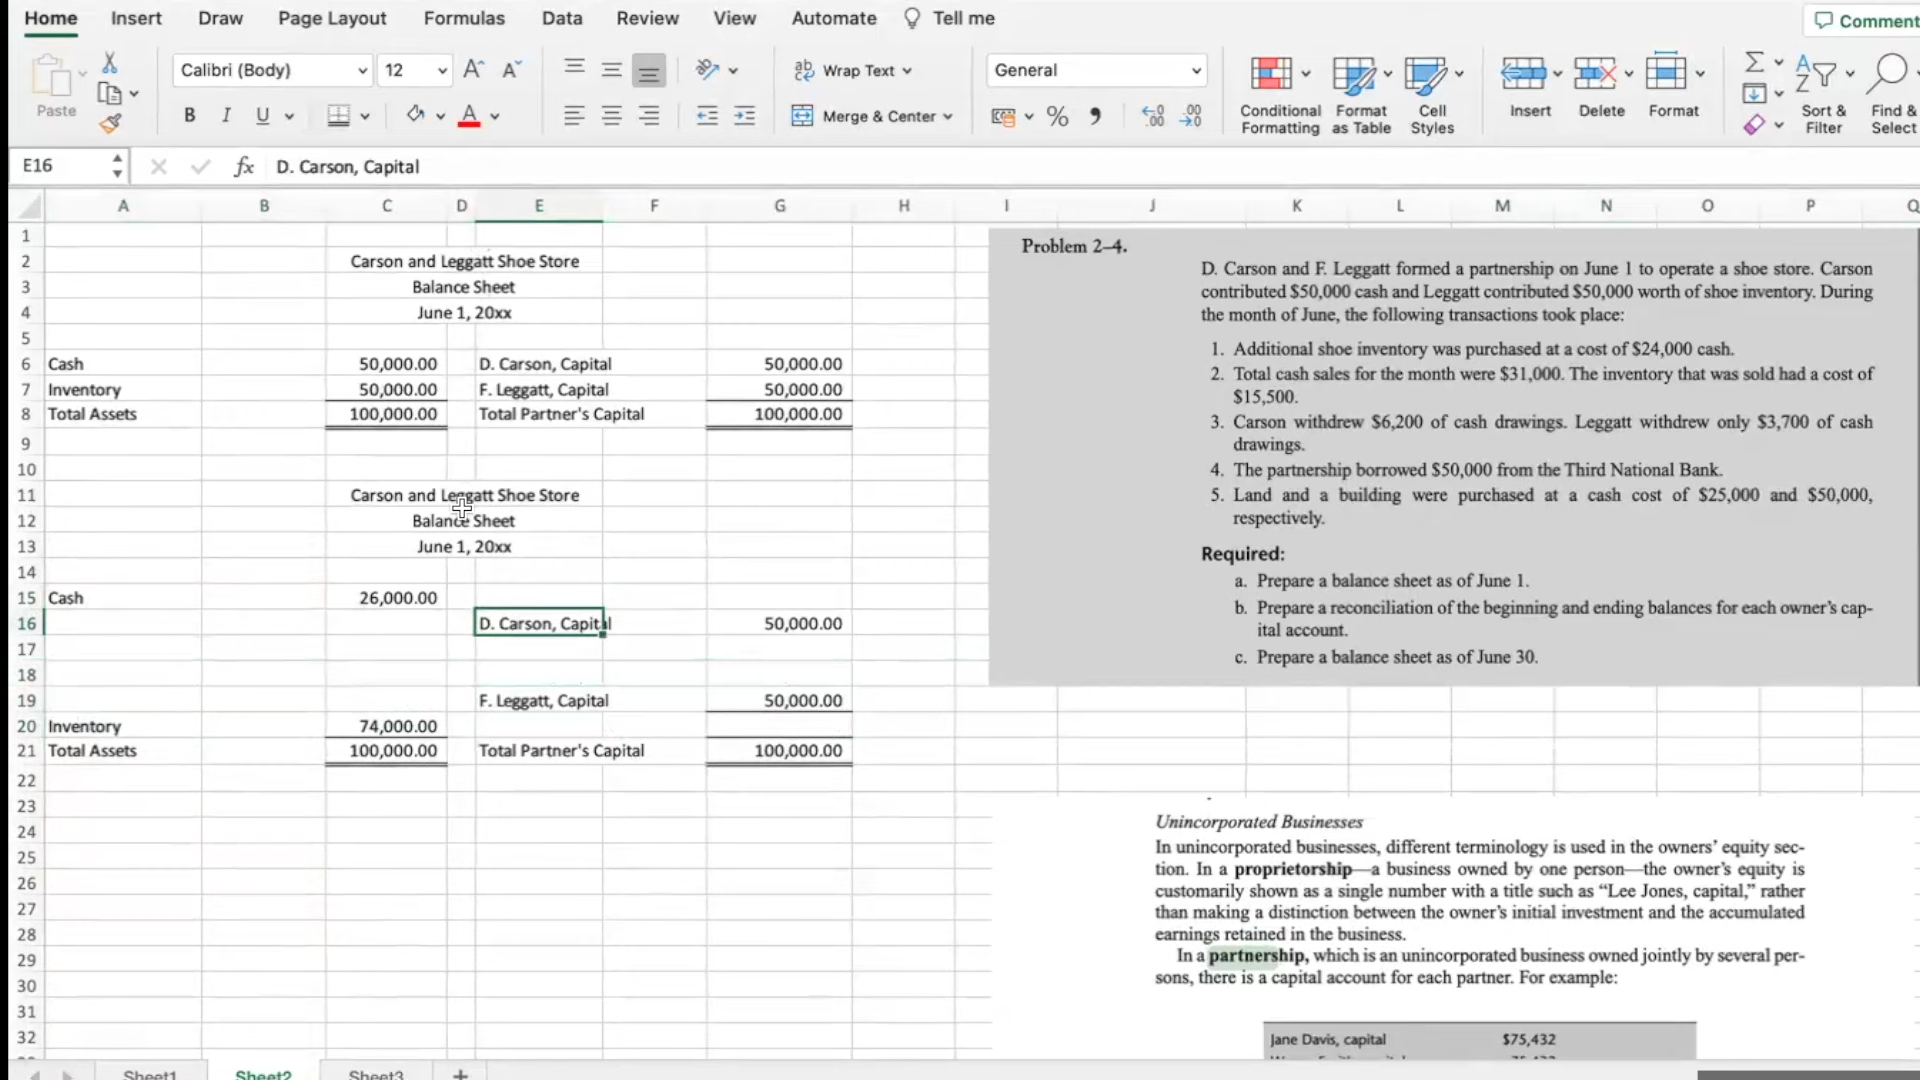 Home Insert Draw Page Layout Formulas Data Review View Automate Tell me Comment
Paste Calibri (Body) 12 Wrap Text General Conditional Formatting Format as Table Cell Styles Insert Delete Format Sort & Filter Find & Select
B I U A Merge & Center % ,
E16 fx D. Carson, Capital
A B C D E F G H I J K L M N O P Q
1
2 Carson and Leggatt Shoe Store
3 Balance Sheet
4 June 1, 20xx
5
6 Cash 50,000.00 D. Carson, Capital 50,000.00
7 Inventory 50,000.00 F. Leggatt, Capital 50,000.00
8 Total Assets 100,000.00 Total Partner's Capital 100,000.00
9
10
11 Carson and Leggatt Shoe Store
12 Balance Sheet
13 June 1, 20xx
14
15 Cash 26,000.00
16 D. Carson, Capital 50,000.00
17
18
19 F. Leggatt, Capital 50,000.00
20 Inventory 74,000.00
21 Total Assets 100,000.00 Total Partner's Capital 100,000.00
22
23
24
25
26
27
28
29
30
31
32
Problem 2–4.
D. Carson and F. Leggatt formed a partnership on June 1 to operate a shoe store. Carson
contributed $50,000 cash and Leggatt contributed $50,000 worth of shoe inventory. During
the month of June, the following transactions took place:
1. Additional shoe inventory was purchased at a cost of $24,000 cash.
2. Total cash sales for the month were $31,000. The inventory that was sold had a cost of
$15,500.
3. Carson withdrew $6,200 of cash drawings. Leggatt withdrew only $3,700 of cash
drawings.
4. The partnership borrowed $50,000 from the Third National Bank.
5. Land and a building were purchased at a cash cost of $25,000 and $50,000,
respectively.
Required:
a. Prepare a balance sheet as of June 1.
b. Prepare a reconciliation of the beginning and ending balances for each owner's cap-
ital account.
c. Prepare a balance sheet as of June 30.
Unincorporated Businesses
In unincorporated businesses, different terminology is used in the owners' equity sec-
tion. In a proprietorship—a business owned by one person—the owner's equity is
customarily shown as a single number with a title such as "Lee Jones, capital," rather
than making a distinction between the owner's initial investment and the accumulated
earnings retained in the business.
In a partnership, which is an unincorporated business owned jointly by several per-
sons, there is a capital account for each partner. For example:
Jane Davis, capital $75,432
Sheet1 Sheet2 Sheet3 +